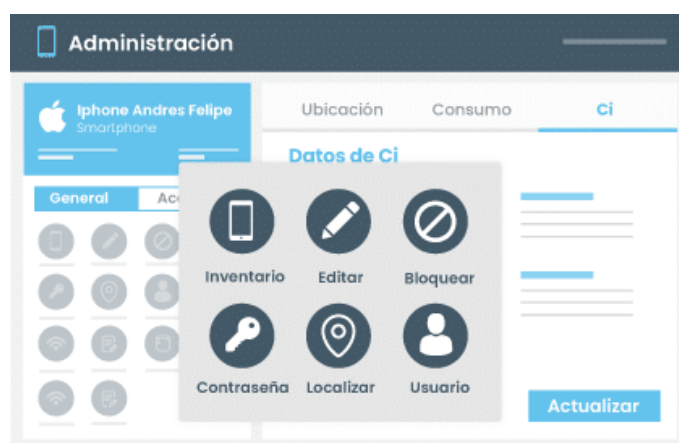 Administración
Iphone Andres Felipe
Smartphone
Ubicación Consumo Ci
Datos de Ci
General
Inventario Editar Bloquear
Contraseña Localizar Usuario
Actualizar